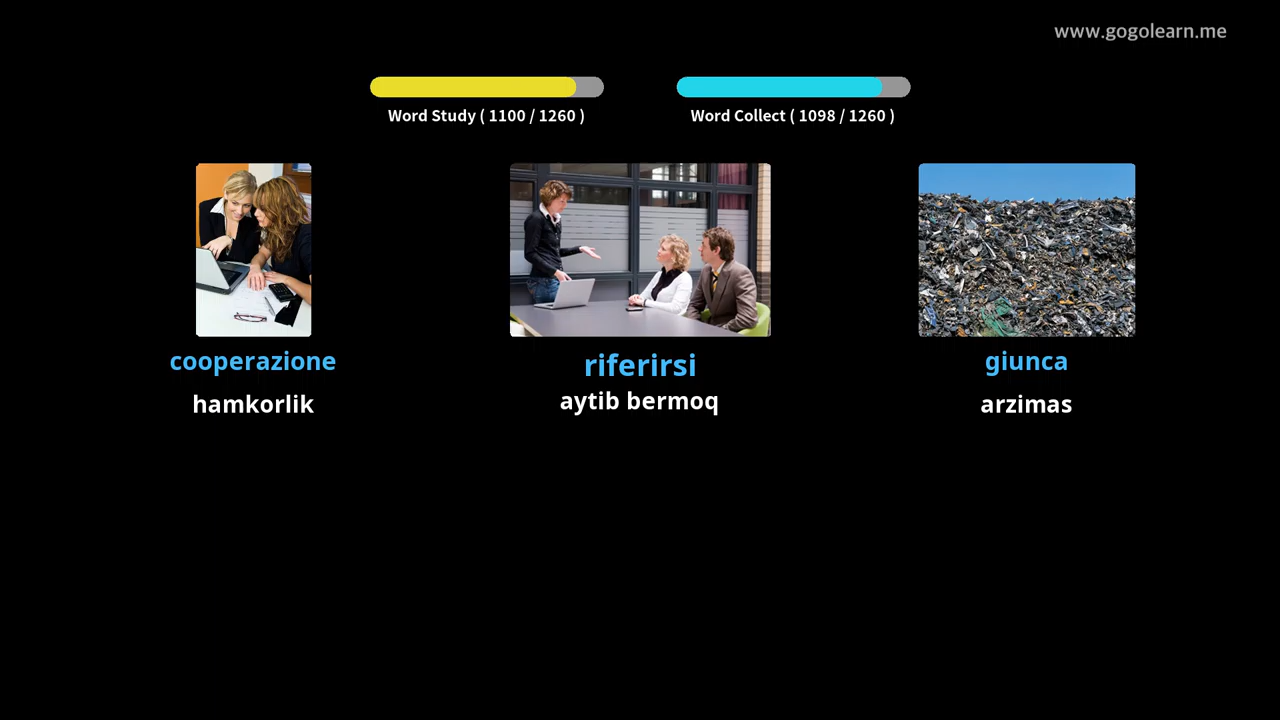 www.gogolearn.me
Word Study ( 1100 / 1260 )
Word Collect ( 1098 / 1260 )
cooperazione
riferirsi
giunca
hamkorlik
aytib bermoq
arzimas